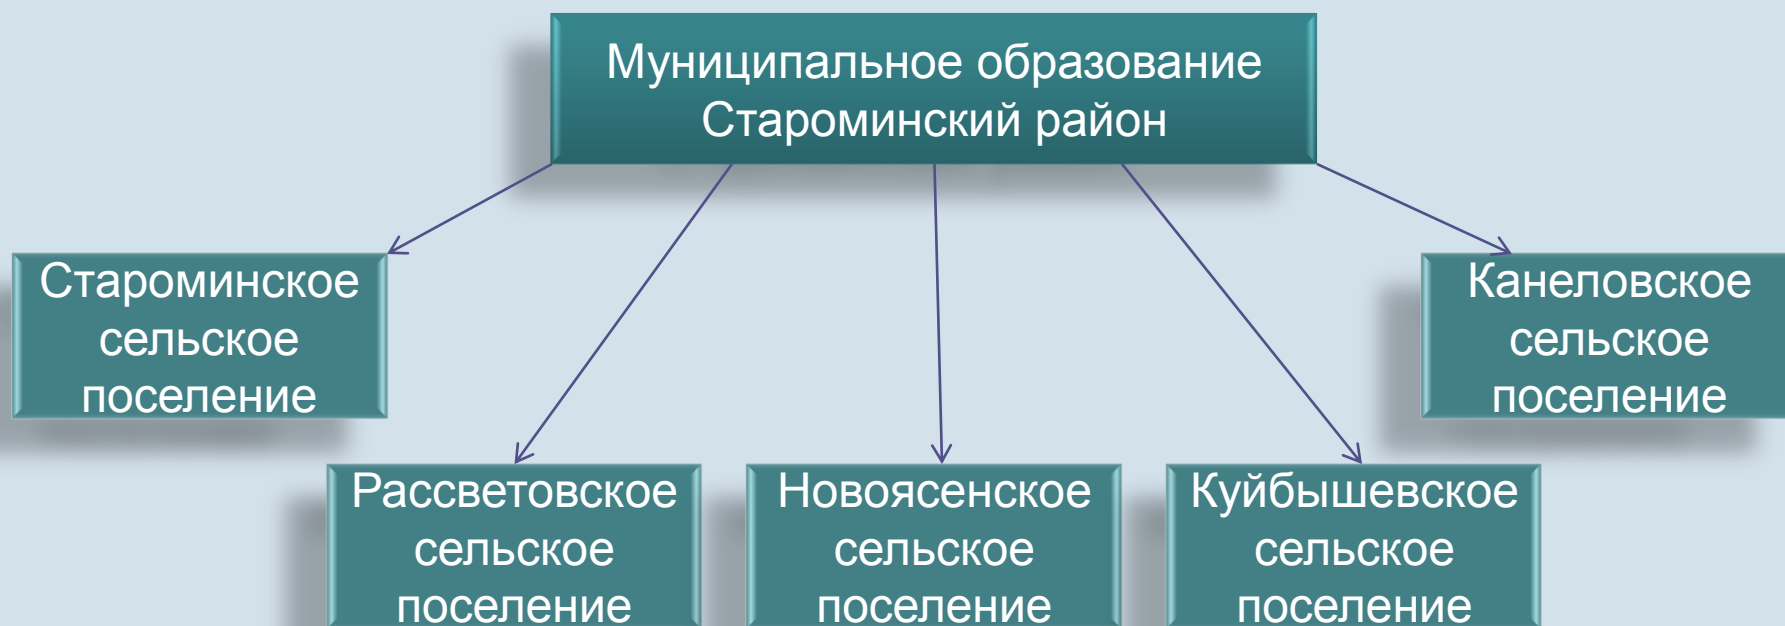 Муниципальное образование
Староминский район
Староминское
сельское
поселение
Канеловское
сельское
поселение
Рассветовское
сельское
поселение
Новоясенское
сельское
поселение
Куйбышевское
сельское
поселение